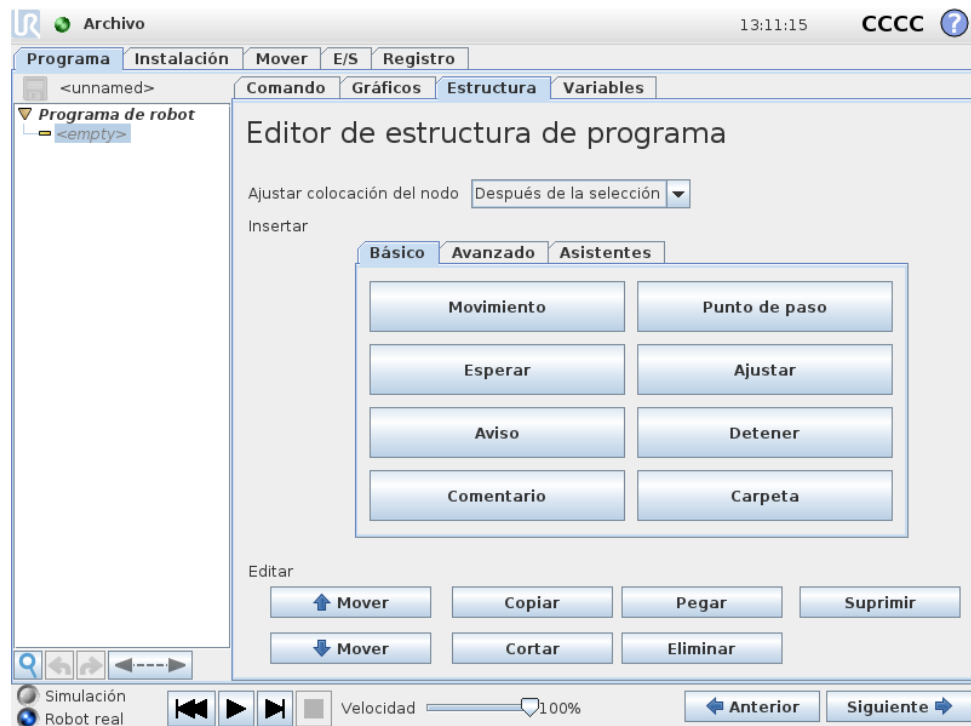 UR Archivo 13:11:15 CCCC ?
Programa Instalación Mover E/S Registro
<unnamed> Comando Gráficos Estructura Variables
Programa de robot
<empty>
Editor de estructura de programa
Ajustar colocación del nodo Después de la selección
Insertar
Básico Avanzado Asistentes
Movimiento Punto de paso
Esperar Ajustar
Aviso Detener
Comentario Carpeta
Editar
Mover Copiar Pegar Suprimir
Mover Cortar Eliminar
Simulación
Robot real
Velocidad 100% Anterior Siguiente